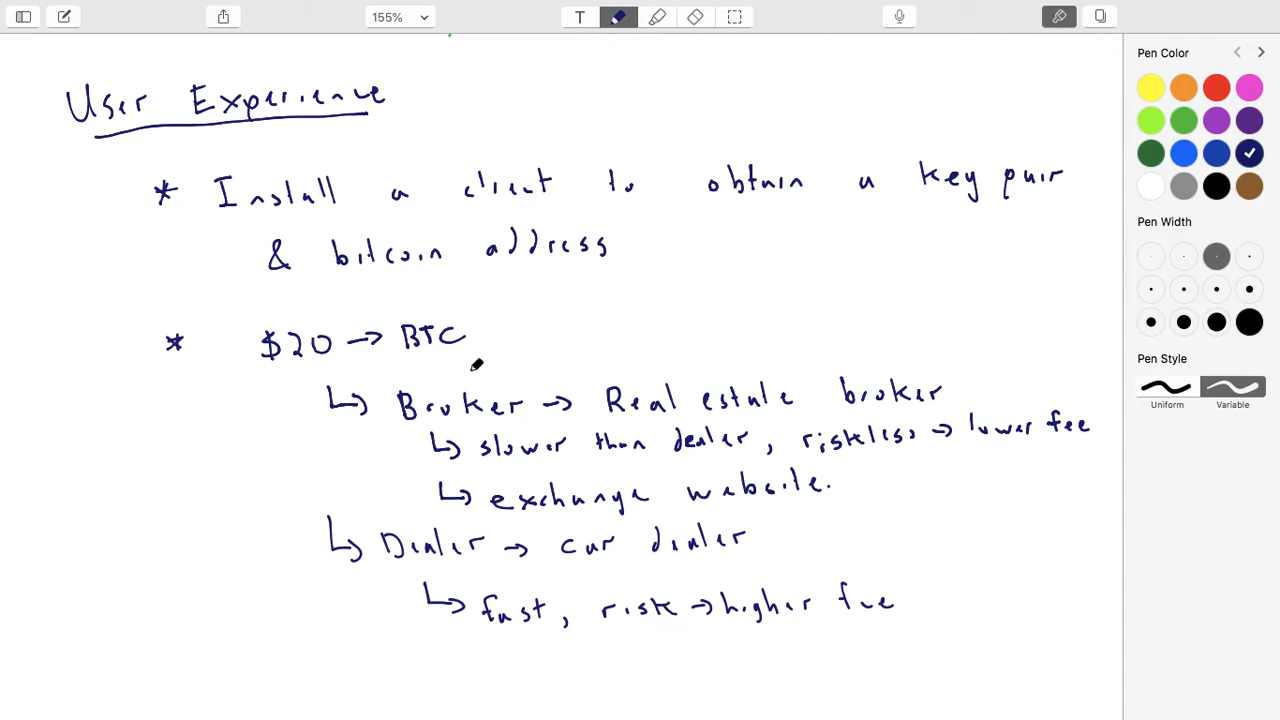 155%
T
Pen Color
User Experience
* Install a client to obtain a key pair
& bitcoin address
Pen Width
* $20 → BTC
Pen Style
↳ Broker → Real estate broker
Uniform Variable
↳ slower than dealer, riskless → lower fee
↳ exchange website.
↳ Dealer → car dealer
↳ fast, risk → higher fee